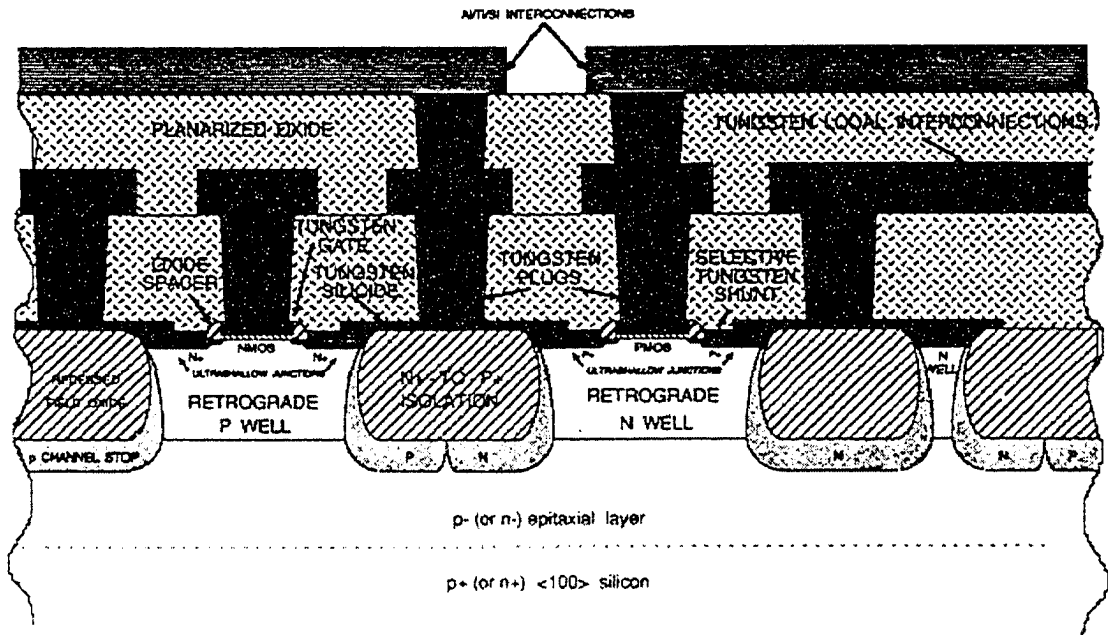 Al/Ti/Si INTERCONNECTIONS
PLANARIZED OXIDE
TUNGSTEN LOCAL INTERCONNECTIONS
TUNGSTEN
GATE
OXIDE
SPACER
TUNGSTEN
SILICIDE
TUNGSTEN
PLUGS
SELECTIVE
TUNGSTEN
SHUNT
N+
NMOS
N+
ULTRASHALLOW JUNCTIONS
P+
PMOS
P+
ULTRASHALLOW JUNCTIONS
N
WELL
RECESSED
FIELD OXIDE
RETROGRADE
P WELL
N+-TO-P+
ISOLATION
RETROGRADE
N WELL
p CHANNEL STOP
P
N
N
N
P
p- (or n-) epitaxial layer
p+ (or n+) <100> silicon